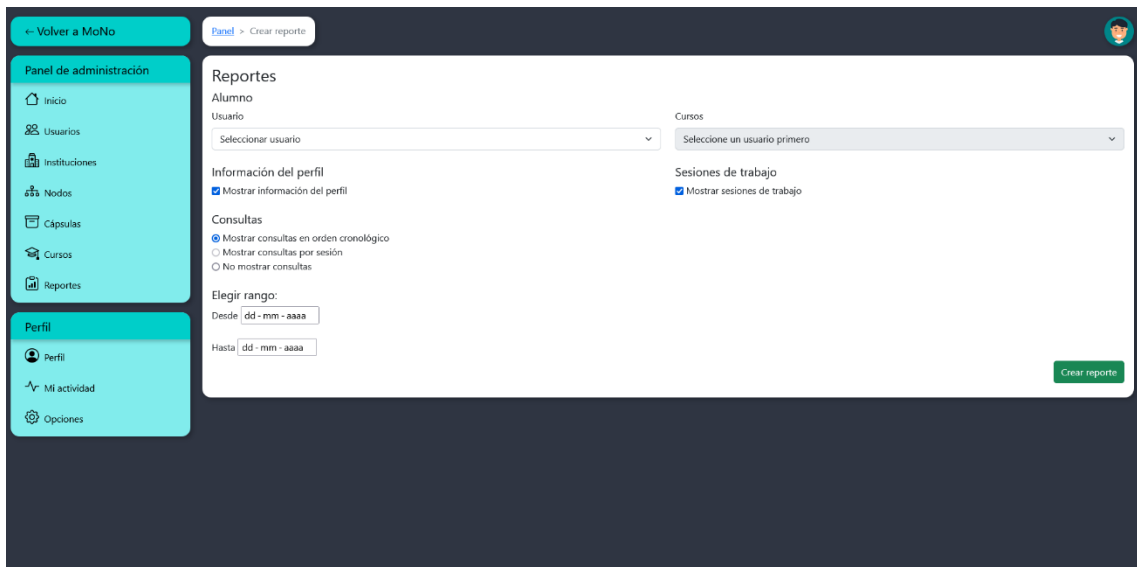 ← Volver a MoNo
Panel > Crear reporte
Panel de administración
Inicio
Usuarios
Instituciones
Nodos
Cápsulas
Cursos
Reportes
Perfil
Perfil
Mi actividad
Opciones
Reportes
Alumno
Usuario
Seleccionar usuario
Cursos
Seleccione un usuario primero
Información del perfil
Mostrar información del perfil
Sesiones de trabajo
Mostrar sesiones de trabajo
Consultas
Mostrar consultas en orden cronológico
Mostrar consultas por sesión
No mostrar consultas
Elegir rango:
Desde dd - mm - aaaa
Hasta dd - mm - aaaa
Crear reporte